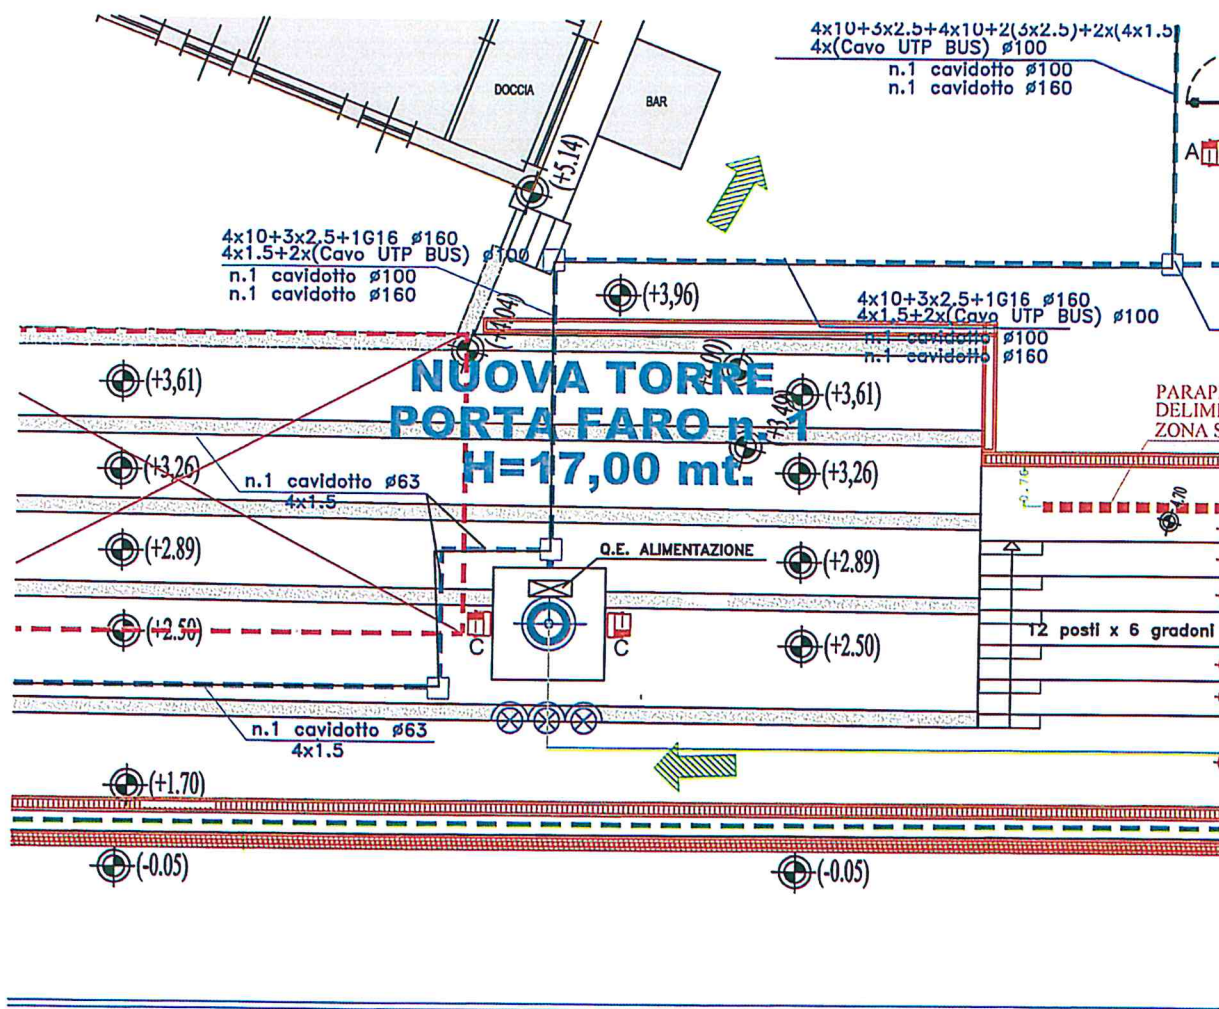 4x10+3x2.5+4x10+2(3x2.5)+2x(4x1.5)
4x(Cavo UTP BUS) ø100
n.1 cavidotto ø100
n.1 cavidotto ø160
DOCCIA
BAR
A
(+5.14)
4x10+3x2.5+1G16 ø160
4x1.5+2x(Cavo UTP BUS) ø100
n.1 cavidotto ø100
n.1 cavidotto ø160
(+3,96)
4x10+3x2.5+1G16 ø160
4x1.5+2x(Cavo UTP BUS) ø100
n.1 cavidotto ø100
n.1 cavidotto ø160
(+4,04)
(+3,61)
NUOVA TORRE
PORTA FARO n. 1
H=17,00 mt.
(+3,61)
(+3,40)
PARAP
DELIMI
ZONA S
(+3,26)
(+3,26)
n.1 cavidotto ø63
4x1.5
(+2.89)
Q.E. ALIMENTAZIONE
(+2.89)
(+2.50)
C
C
(+2.50)
12 posti x 6 gradoni
n.1 cavidotto ø63
4x1.5
(+1.70)
(-0.05)
(-0.05)